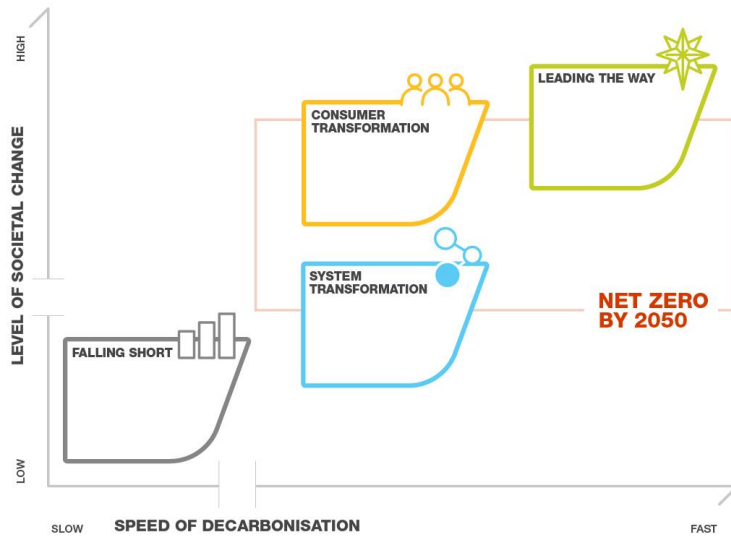 HIGH
LEVEL OF SOCIETAL CHANGE
LOW
LEADING THE WAY
CONSUMER
TRANSFORMATION
SYSTEM
TRANSFORMATION
NET ZERO
BY 2050
FALLING SHORT
SLOW
SPEED OF DECARBONISATION
FAST